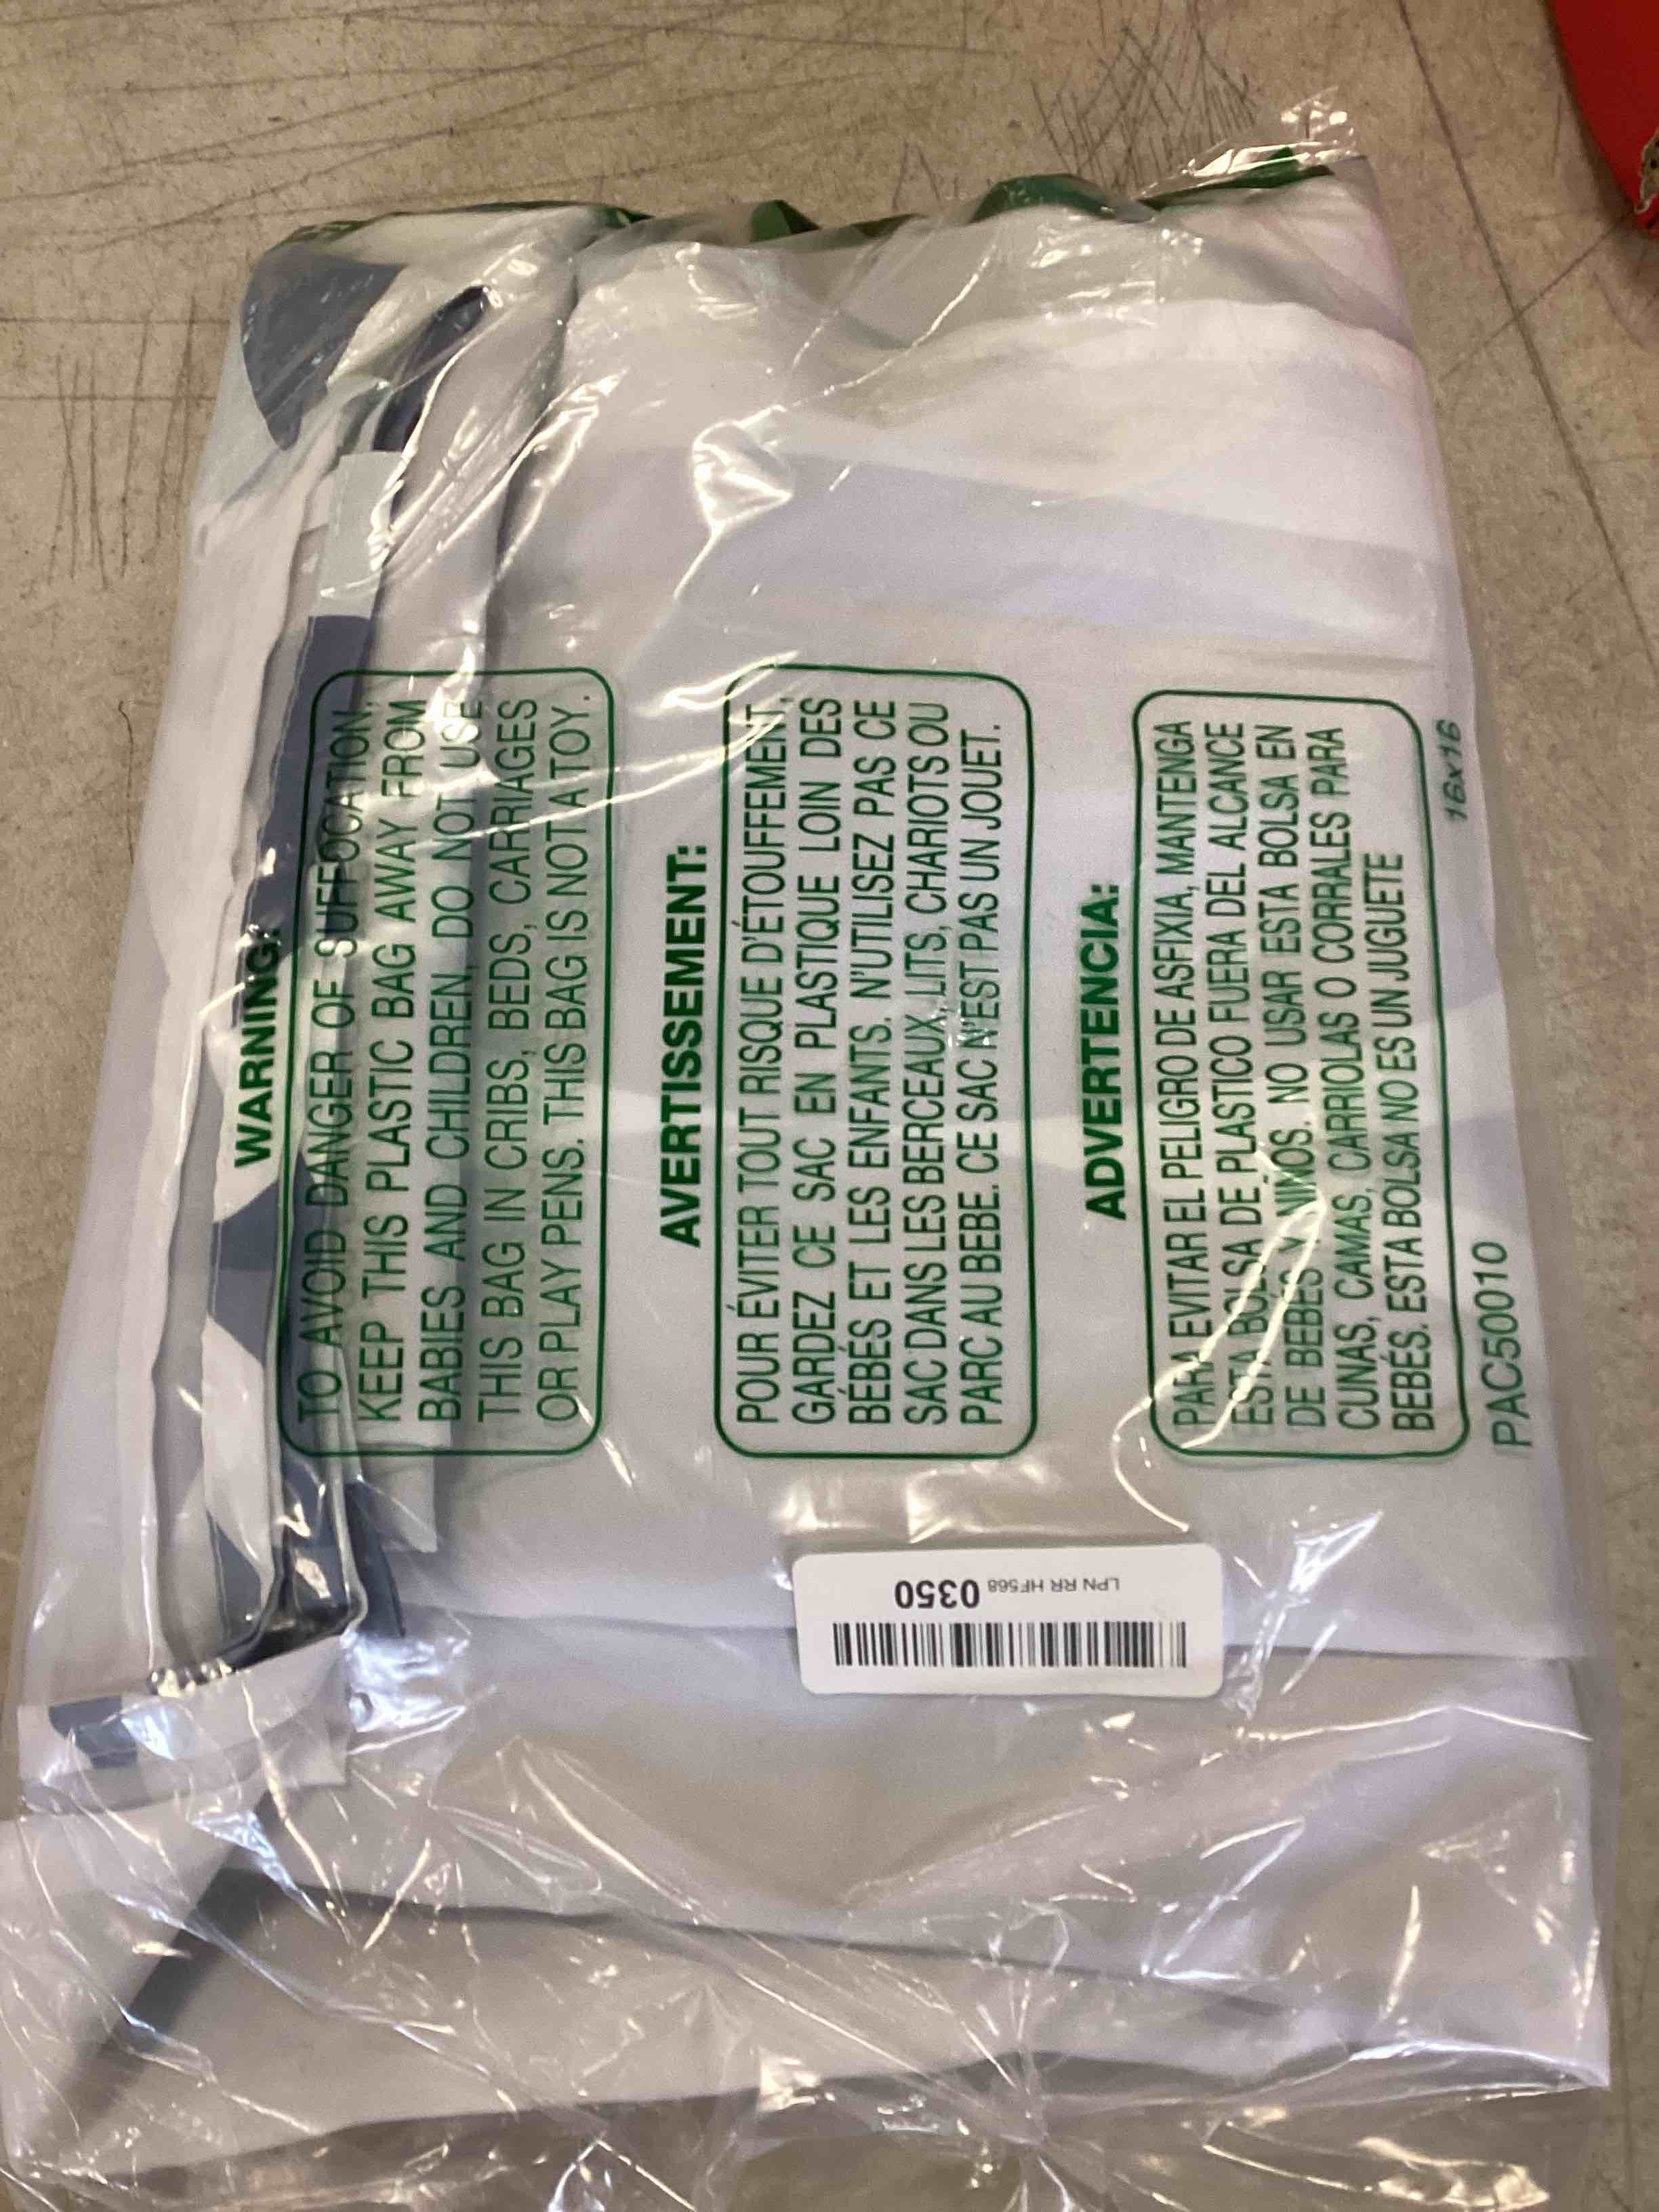 WARNING:
TO AVOID DANGER OF SUFFOCATION,
KEEP THIS PLASTIC BAG AWAY FROM
BABIES AND CHILDREN. DO NOT USE
THIS BAG IN CRIBS, BEDS, CARRIAGES
OR PLAY PENS. THIS BAG IS NOT A TOY.
AVERTISSEMENT:
POUR ÉVITER TOUT RISQUE D'ÉTOUFFEMENT,
GARDEZ CE SAC EN PLASTIQUE LOIN DES
BÉBÉS ET LES ENFANTS. N'UTILISEZ PAS CE
SAC DANS LES BERCEAUX, LITS, CHARIOTS OU
PARC AU BEBE. CE SAC N'EST PAS UN JOUET.
ADVERTENCIA:
PARA EVITAR EL PELIGRO DE ASFIXIA, MANTENGA
ESTA BOLSA DE PLASTICO FUERA DEL ALCANCE
DE BEBÉS Y NIÑOS. NO USAR ESTA BOLSA EN
CUNAS, CAMAS, CARRIOLAS O CORRALES PARA
BEBÉS. ESTA BOLSA NO ES UN JUGUETE
PAC500010
16x16
LPN RR HF568 0350